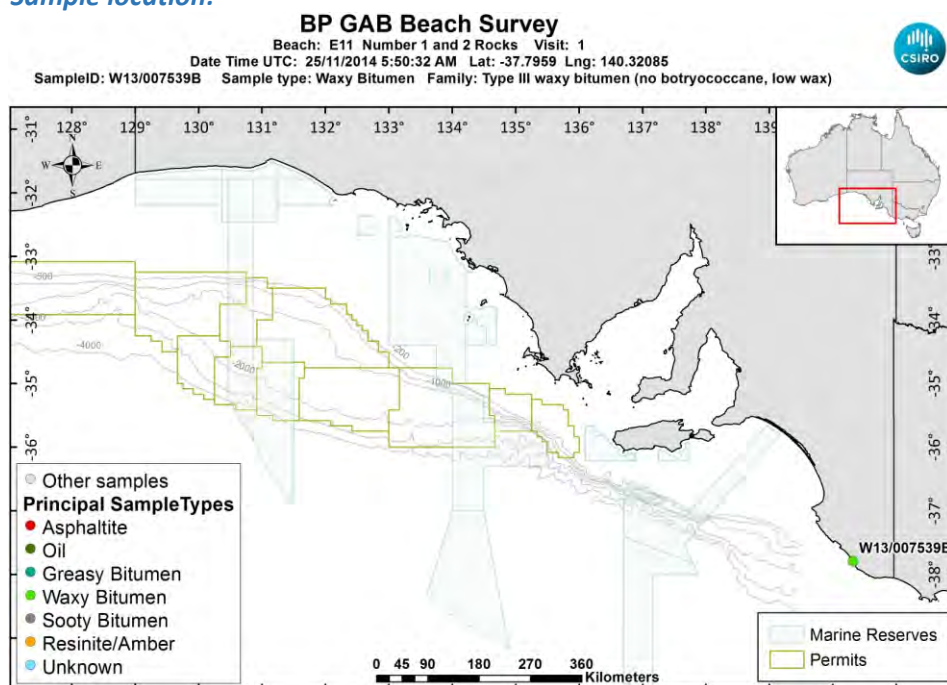 Sample location:
BP GAB Beach Survey
Beach: E11 Number 1 and 2 Rocks Visit: 1
Date Time UTC: 25/11/2014 5:50:32 AM Lat: -37.7959 Lng: 140.32085
SampleID: W13/007539B Sample type: Waxy Bitumen Family: Type III waxy bitumen (no botryococcane, low wax)
CSIRO
128° 129° 130° 131° 132° 133° 134° 135° 136° 137° 138° 139
-31°
-32°
-33°
-34°
-35°
-36°
-37°
-38°
N
W E
S
-33°
-34°
-35°
-36°
-37°
-38°
-4000
-2000
-200
-1000
W13/007539B
Other samples
Principal SampleTypes
Asphaltite
Oil
Greasy Bitumen
Waxy Bitumen
Sooty Bitumen
Resinite/Amber
Unknown
0 45 90 180 270 360
Kilometers
Marine Reserves
Permits